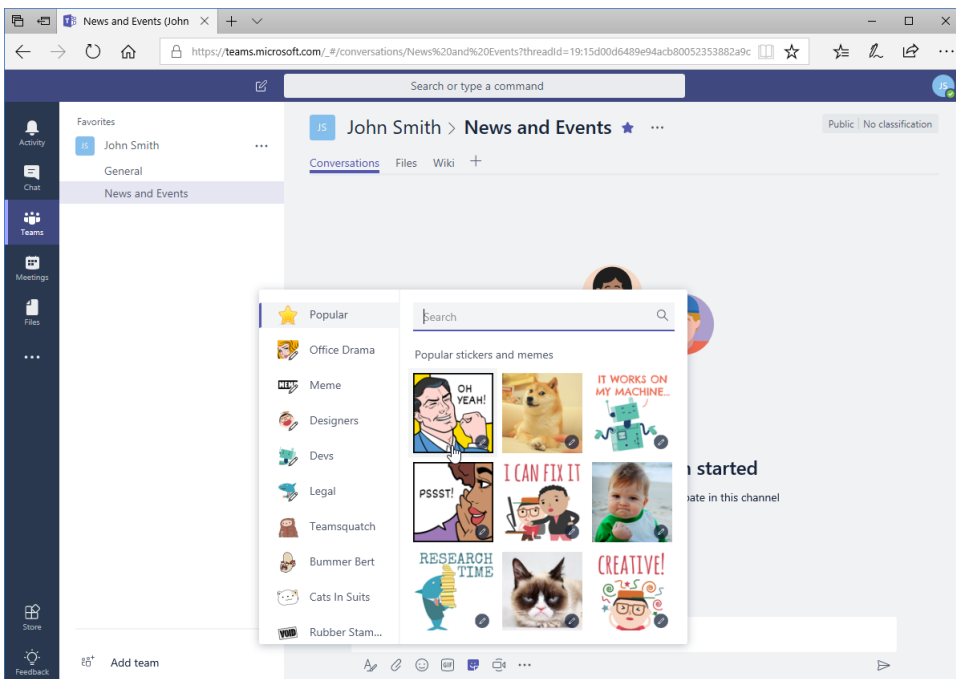 News and Events (John
https://teams.microsoft.com/_#/conversations/News%20and%20Events?threadId=19:15d00d6489e94acb80052353882a9c
Search or type a command
JS
Activity
Chat
Teams
Meetings
Files
Store
Feedback
Favorites
JS John Smith
General
News and Events
Add team
JS John Smith > News and Events
Public No classification
Conversations Files Wiki
Popular
Office Drama
MEME Meme
Designers
Devs
Legal
Teamsquatch
Bummer Bert
Cats In Suits
VOID Rubber Stam...
Search
Popular stickers and memes
OH
YEAH!
IT WORKS ON
MY MACHINE...
PSSST!
I CAN FIX IT
RESEARCH
TIME
CREATIVE!
started
in this channel
GIF